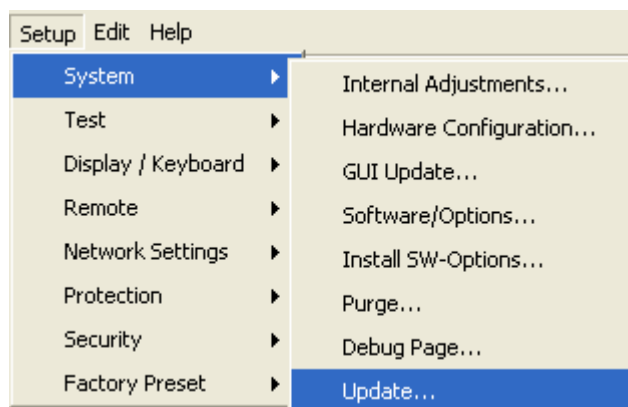 Setup Edit Help
System
Test
Display / Keyboard
Remote
Network Settings
Protection
Security
Factory Preset
Internal Adjustments...
Hardware Configuration...
GUI Update...
Software/Options...
Install SW-Options...
Purge...
Debug Page...
Update...